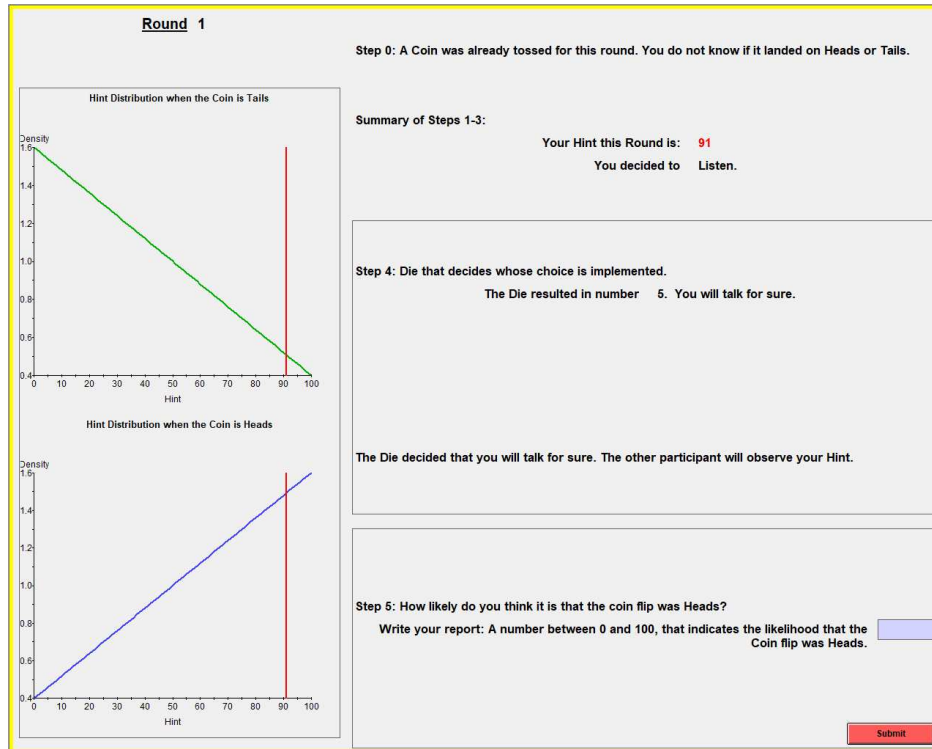 Round 1
Step 0: A Coin was already tossed for this round. You do not know if it landed on Heads or Tails.
Hint Distribution when the Coin is Tails
Density
1.6
1.4
1.2
1.0
0.8
0.6
0.4
0 10 20 30 40 50 60 70 80 90 100
Hint
Hint Distribution when the Coin is Heads
Density
1.6
1.4
1.2
1.0
0.8
0.6
0.4
0 10 20 30 40 50 60 70 80 90 100
Hint
Summary of Steps 1-3:
Your Hint this Round is: 91
You decided to Listen.
Step 4: Die that decides whose choice is implemented.
The Die resulted in number 5. You will talk for sure.
The Die decided that you will talk for sure. The other participant will observe your Hint.
Step 5: How likely do you think it is that the coin flip was Heads?
Write your report: A number between 0 and 100, that indicates the likelihood that the
Coin flip was Heads.
Submit